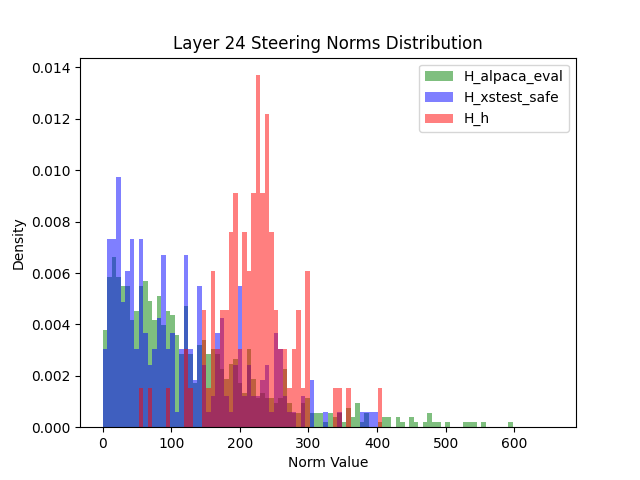 Layer 24 Steering Norms Distribution
H_alpaca_eval
H_xstest_safe
H_h
Density
0.014
0.012
0.010
0.008
0.006
0.004
0.002
0.000
0 100 200 300 400 500 600
Norm Value